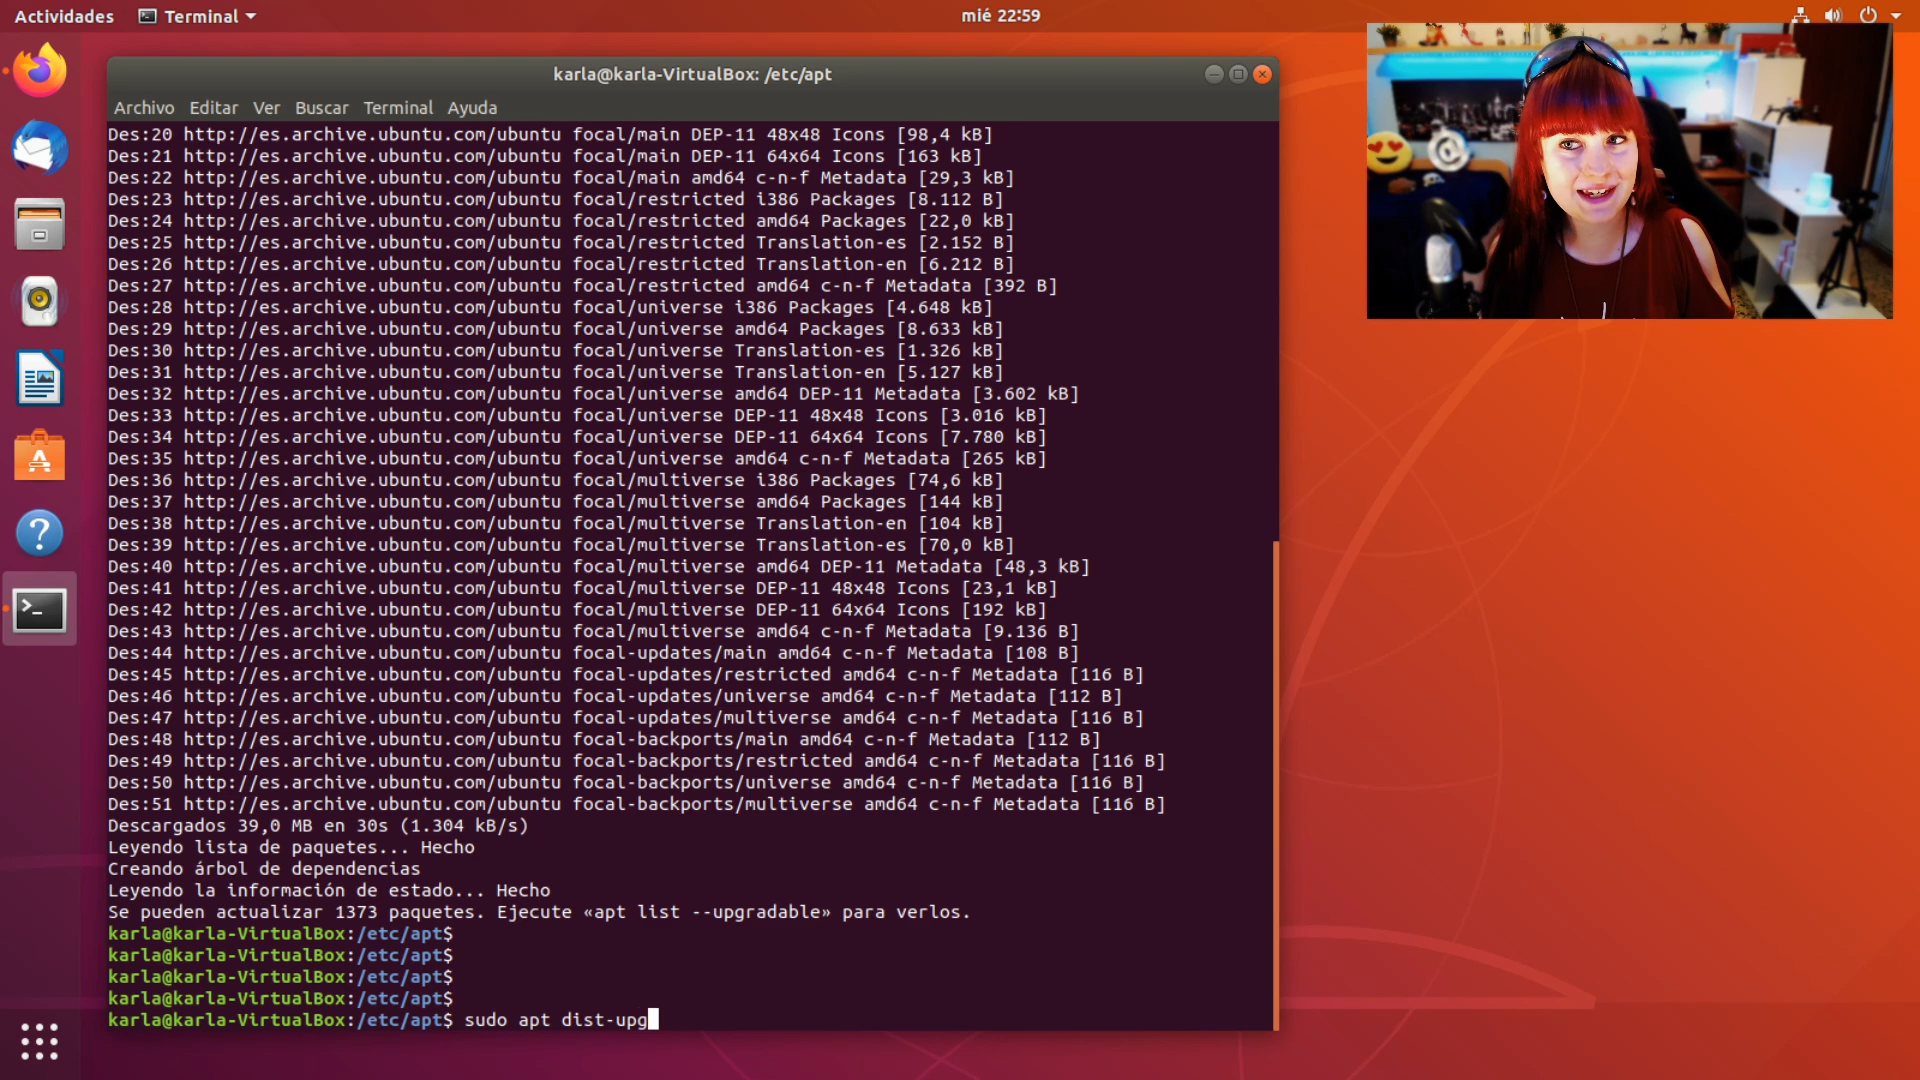 Actividades
Terminal
mié 22:59
karla@karla-VirtualBox: /etc/apt
Archivo Editar Ver Buscar Terminal Ayuda
Des:20 http://es.archive.ubuntu.com/ubuntu focal/main DEP-11 48x48 Icons [98,4 kB]
Des:21 http://es.archive.ubuntu.com/ubuntu focal/main DEP-11 64x64 Icons [163 kB]
Des:22 http://es.archive.ubuntu.com/ubuntu focal/main amd64 c-n-f Metadata [29,3 kB]
Des:23 http://es.archive.ubuntu.com/ubuntu focal/restricted i386 Packages [8.112 B]
Des:24 http://es.archive.ubuntu.com/ubuntu focal/restricted amd64 Packages [22,0 kB]
Des:25 http://es.archive.ubuntu.com/ubuntu focal/restricted Translation-es [2.152 B]
Des:26 http://es.archive.ubuntu.com/ubuntu focal/restricted Translation-en [6.212 B]
Des:27 http://es.archive.ubuntu.com/ubuntu focal/restricted amd64 c-n-f Metadata [392 B]
Des:28 http://es.archive.ubuntu.com/ubuntu focal/universe i386 Packages [4.648 kB]
Des:29 http://es.archive.ubuntu.com/ubuntu focal/universe amd64 Packages [8.633 kB]
Des:30 http://es.archive.ubuntu.com/ubuntu focal/universe Translation-es [1.326 kB]
Des:31 http://es.archive.ubuntu.com/ubuntu focal/universe Translation-en [5.127 kB]
Des:32 http://es.archive.ubuntu.com/ubuntu focal/universe amd64 DEP-11 Metadata [3.602 kB]
Des:33 http://es.archive.ubuntu.com/ubuntu focal/universe DEP-11 48x48 Icons [3.016 kB]
Des:34 http://es.archive.ubuntu.com/ubuntu focal/universe DEP-11 64x64 Icons [7.780 kB]
Des:35 http://es.archive.ubuntu.com/ubuntu focal/universe amd64 c-n-f Metadata [265 kB]
Des:36 http://es.archive.ubuntu.com/ubuntu focal/multiverse i386 Packages [74,6 kB]
Des:37 http://es.archive.ubuntu.com/ubuntu focal/multiverse amd64 Packages [144 kB]
Des:38 http://es.archive.ubuntu.com/ubuntu focal/multiverse Translation-en [104 kB]
Des:39 http://es.archive.ubuntu.com/ubuntu focal/multiverse Translation-es [70,0 kB]
Des:40 http://es.archive.ubuntu.com/ubuntu focal/multiverse amd64 DEP-11 Metadata [48,3 kB]
Des:41 http://es.archive.ubuntu.com/ubuntu focal/multiverse DEP-11 48x48 Icons [23,1 kB]
Des:42 http://es.archive.ubuntu.com/ubuntu focal/multiverse DEP-11 64x64 Icons [192 kB]
Des:43 http://es.archive.ubuntu.com/ubuntu focal/multiverse amd64 c-n-f Metadata [9.136 B]
Des:44 http://es.archive.ubuntu.com/ubuntu focal-updates/main amd64 c-n-f Metadata [108 B]
Des:45 http://es.archive.ubuntu.com/ubuntu focal-updates/restricted amd64 c-n-f Metadata [116 B]
Des:46 http://es.archive.ubuntu.com/ubuntu focal-updates/universe amd64 c-n-f Metadata [112 B]
Des:47 http://es.archive.ubuntu.com/ubuntu focal-updates/multiverse amd64 c-n-f Metadata [116 B]
Des:48 http://es.archive.ubuntu.com/ubuntu focal-backports/main amd64 c-n-f Metadata [112 B]
Des:49 http://es.archive.ubuntu.com/ubuntu focal-backports/restricted amd64 c-n-f Metadata [116 B]
Des:50 http://es.archive.ubuntu.com/ubuntu focal-backports/universe amd64 c-n-f Metadata [116 B]
Des:51 http://es.archive.ubuntu.com/ubuntu focal-backports/multiverse amd64 c-n-f Metadata [116 B]
Descargados 39,0 MB en 30s (1.304 kB/s)
Leyendo lista de paquetes... Hecho
Creando árbol de dependencias
Leyendo la información de estado... Hecho
Se pueden actualizar 1373 paquetes. Ejecute «apt list --upgradable» para verlos.
karla@karla-VirtualBox:/etc/apt$
karla@karla-VirtualBox:/etc/apt$
karla@karla-VirtualBox:/etc/apt$
karla@karla-VirtualBox:/etc/apt$
karla@karla-VirtualBox:/etc/apt$ sudo apt dist-upg